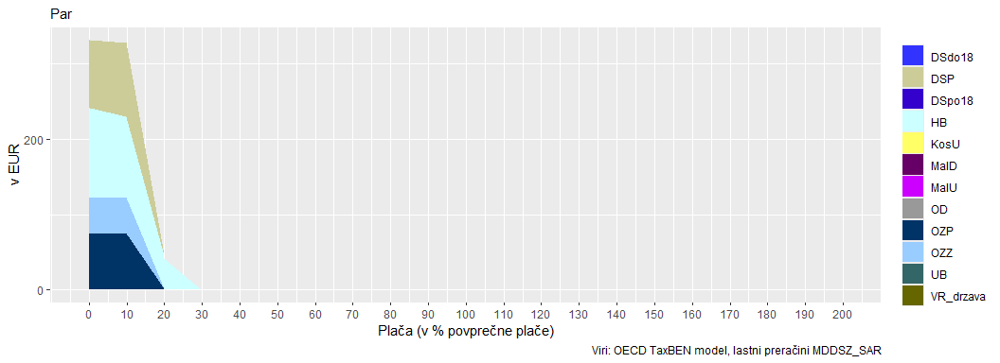 Par
v EUR
200
0
0 10 20 30 40 50 60 70 80 90 100 110 120 130 140 150 160 170 180 190 200
Plača (v % povprečne plače)
Viri: OECD TaxBEN model, lastni preračini MDDSZ_SAR
DSdo18
DSP
DSpo18
HB
KosU
MalD
MalU
OD
OZP
OZZ
UB
VR_drzava